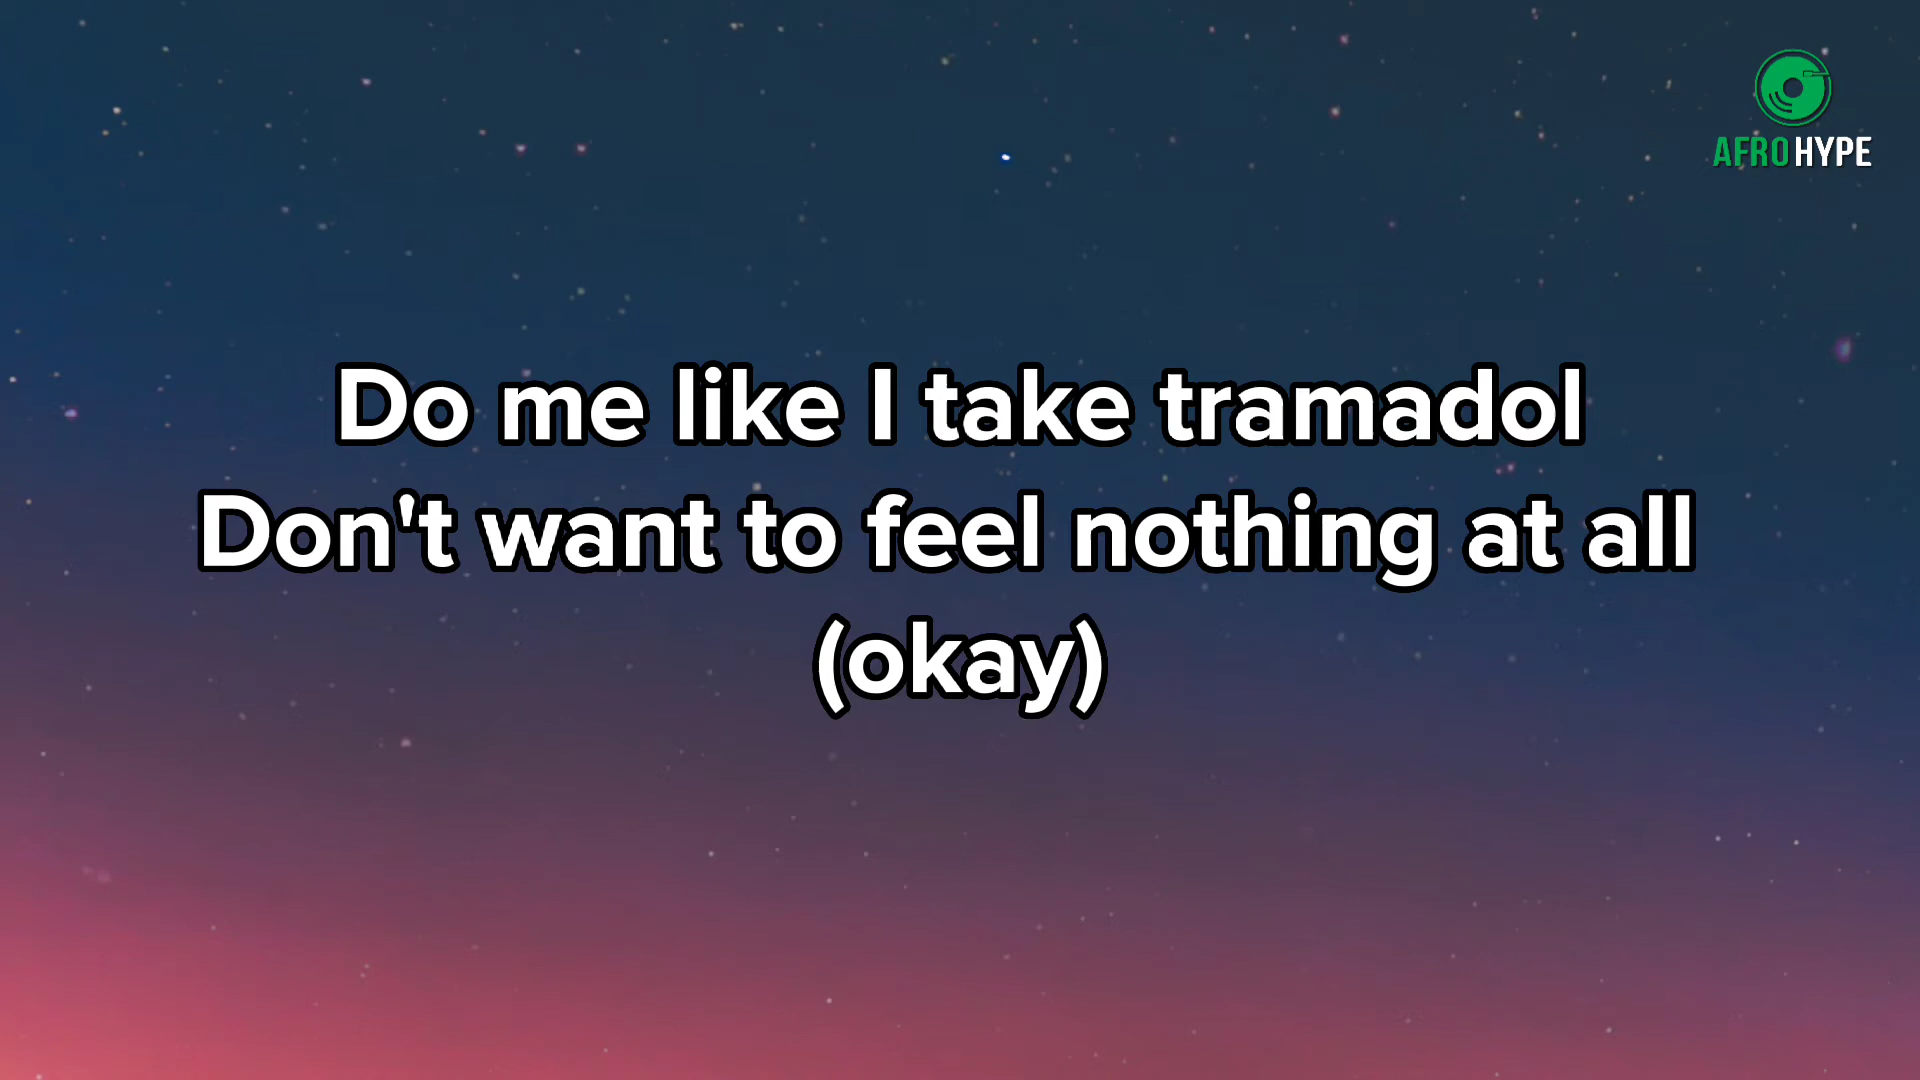 AFROHYPE
Do me like I take tramadol
Don't want to feel nothing at all
(okay)